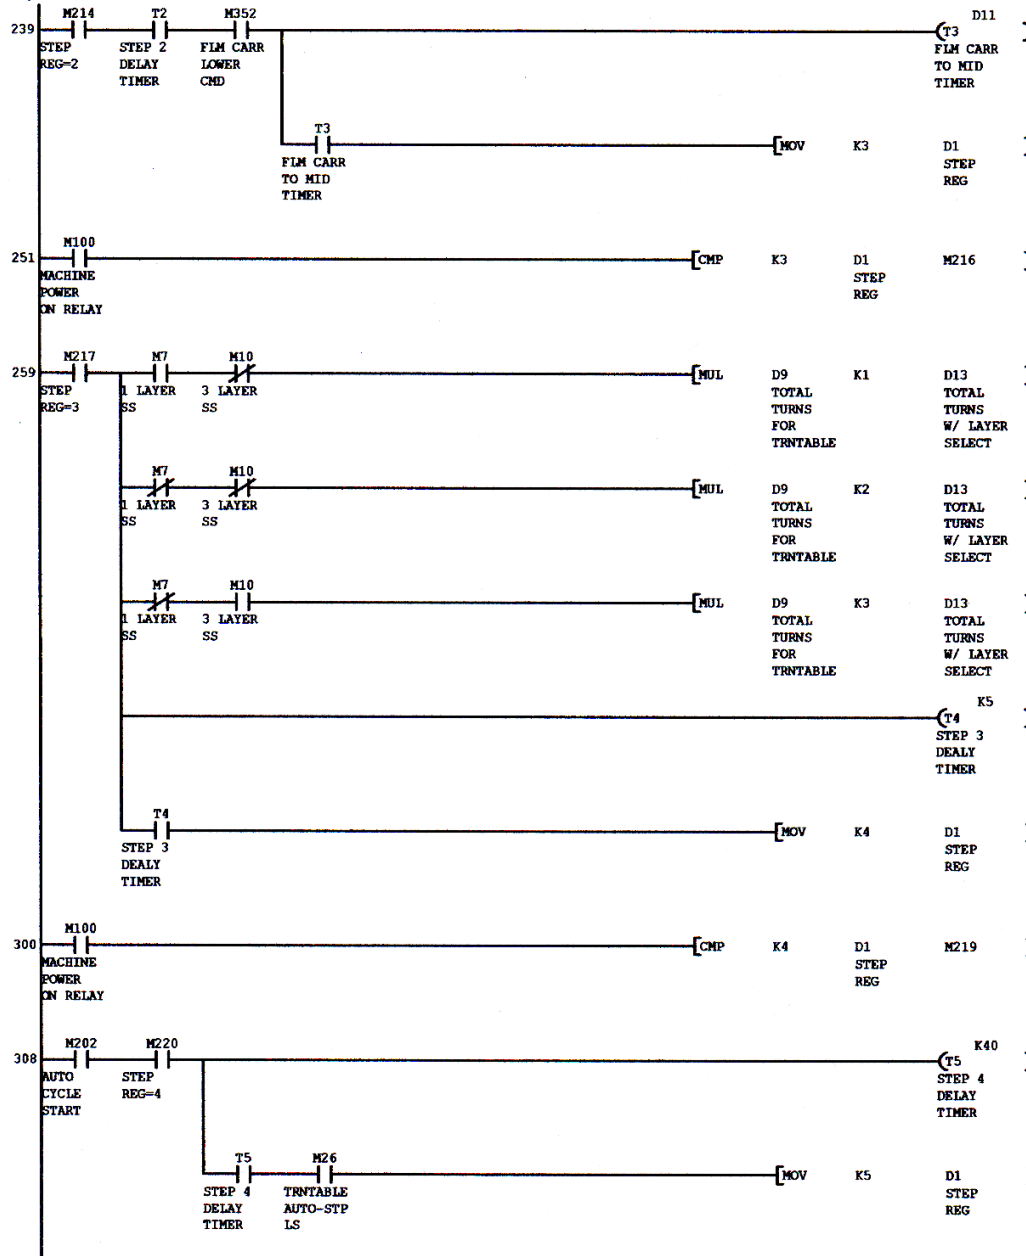 M214 T2 M352 D11
239 T3
STEP STEP 2 FLM CARR FLM CARR
REG=2 DELAY LOWER TO MID
TIMER CMD TIMER
T3
MOV K3 D1
FLM CARR STEP
TO MID REG
TIMER
M100
251 CMP K3 D1 M216
MACHINE STEP
POWER REG
ON RELAY
M217 M7 M10
259 MUL D9 K1 D13
STEP 1 LAYER 3 LAYER TOTAL TOTAL
REG=3 SS SS TURNS TURNS
FOR W/ LAYER
TRNTABLE SELECT
M7 M10
MUL D9 K2 D13
1 LAYER 3 LAYER TOTAL TOTAL
SS SS TURNS TURNS
FOR W/ LAYER
TRNTABLE SELECT
M7 M10
MUL D9 K3 D13
1 LAYER 3 LAYER TOTAL TOTAL
SS SS TURNS TURNS
FOR W/ LAYER
TRNTABLE SELECT
K5
T4
STEP 3
DEALY
TIMER
T4
MOV K4 D1
STEP 3 STEP
DEALY REG
TIMER
M100
300 CMP K4 D1 M219
MACHINE STEP
POWER REG
ON RELAY
M202 M220 K40
308 T5
AUTO STEP STEP 4
CYCLE REG=4 DELAY
START TIMER
T5 M26
MOV K5 D1
STEP 4 TRNTABLE STEP
DELAY AUTO-STP REG
TIMER LS